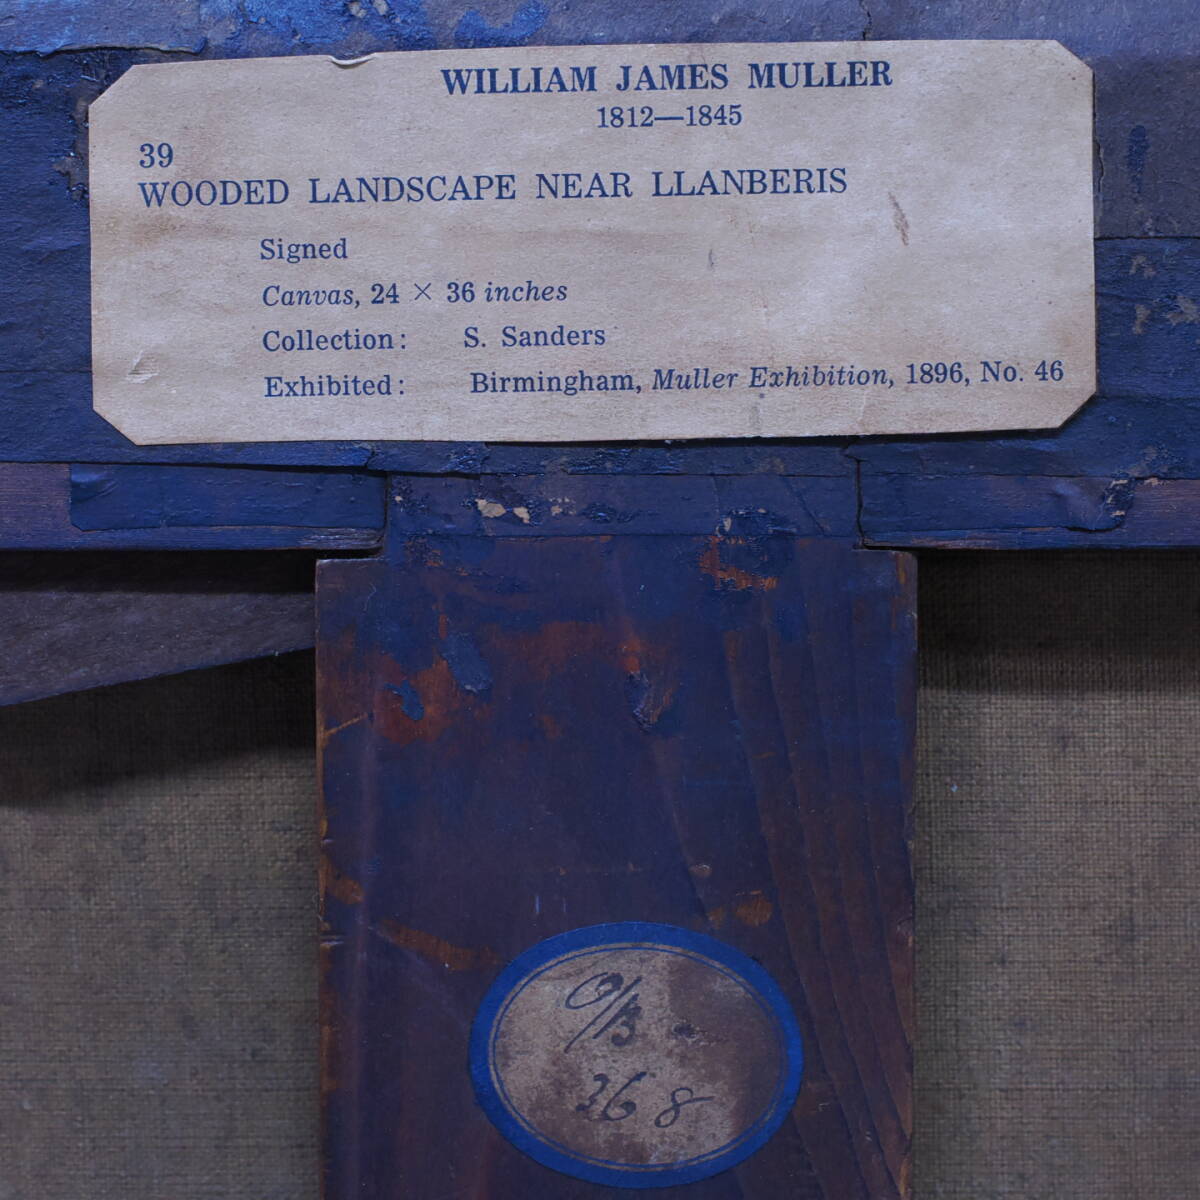 WILLIAM JAMES MULLER
1812—1845
39
WOODED LANDSCAPE NEAR LLANBERIS
Signed
Canvas, 24 × 36 inches
Collection: S. Sanders
Exhibited: Birmingham, Muller Exhibition, 1896, No. 46
O/B
368